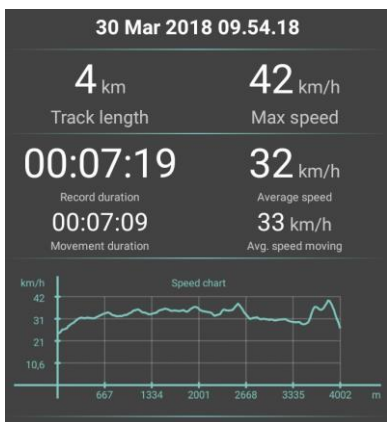 30 Mar 2018 09.54.18
4 km
42 km/h
Track length
Max speed
00:07:19
32 km/h
Record duration
Average speed
00:07:09
33 km/h
Movement duration
Avg. speed moving
km/h
Speed chart
42
31
21
10,6
667 1334 2001 2668 3335 4002 m